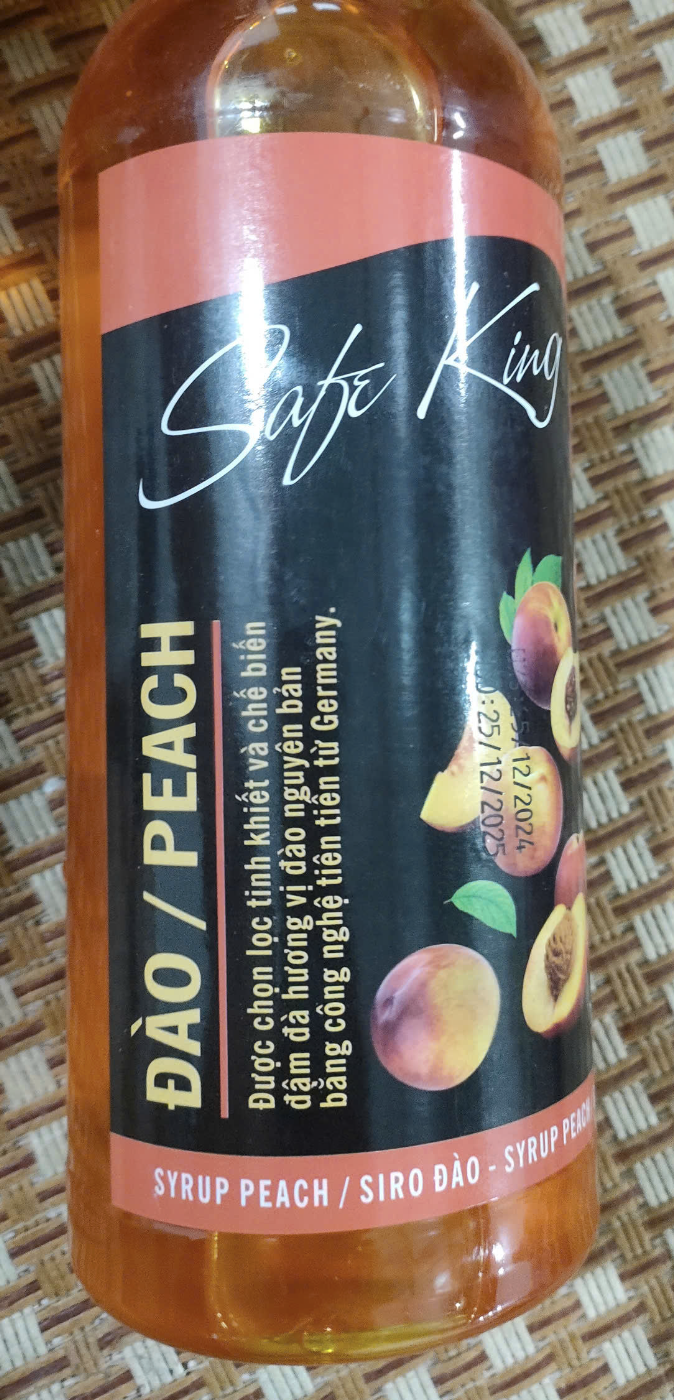 Safe King
ĐÀO / PEACH
Được chọn lọc tinh khiết và chế biến
đậm đà hương vị đào nguyên bản
bằng công nghệ tiên tiến từ Germany.
12/2024
:25/12/2025
SYRUP PEACH / SIRO ĐÀO - SYRUP PEACH